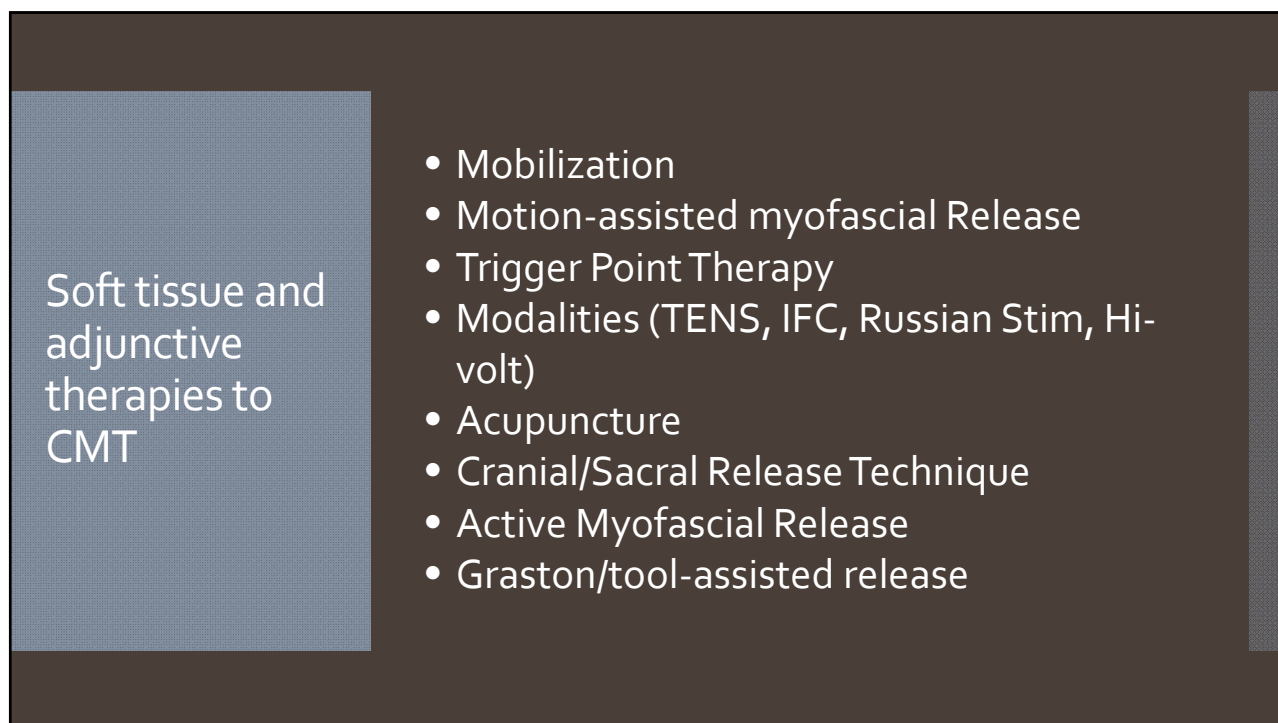 Soft tissue and
adjunctive
therapies to
CMT
• Mobilization
• Motion-assisted myofascial Release
• Trigger Point Therapy
• Modalities (TENS, IFC, Russian Stim, Hi-
volt)
• Acupuncture
• Cranial/Sacral Release Technique
• Active Myofascial Release
• Graston/tool-assisted release